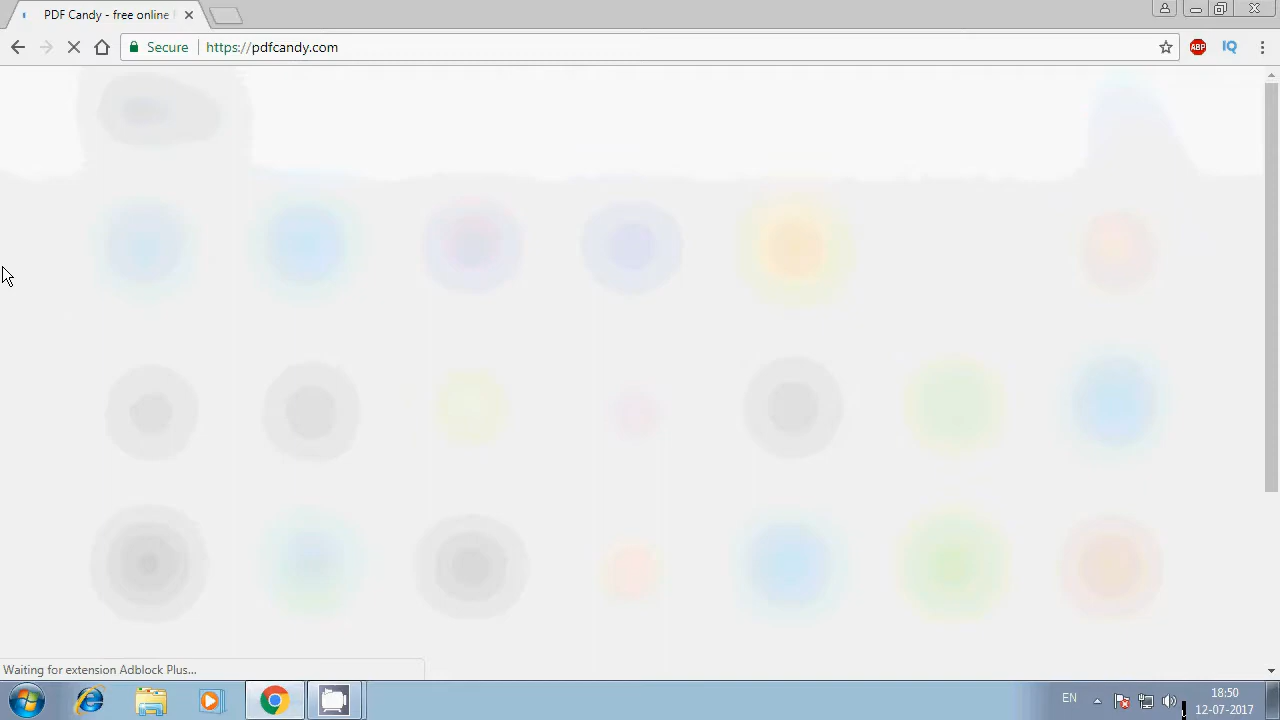 PDF Candy - free online
Secure
https://pdfcandy.com
ABP
IQ
Waiting for extension Adblock Plus...
EN
18:50
12-07-2017